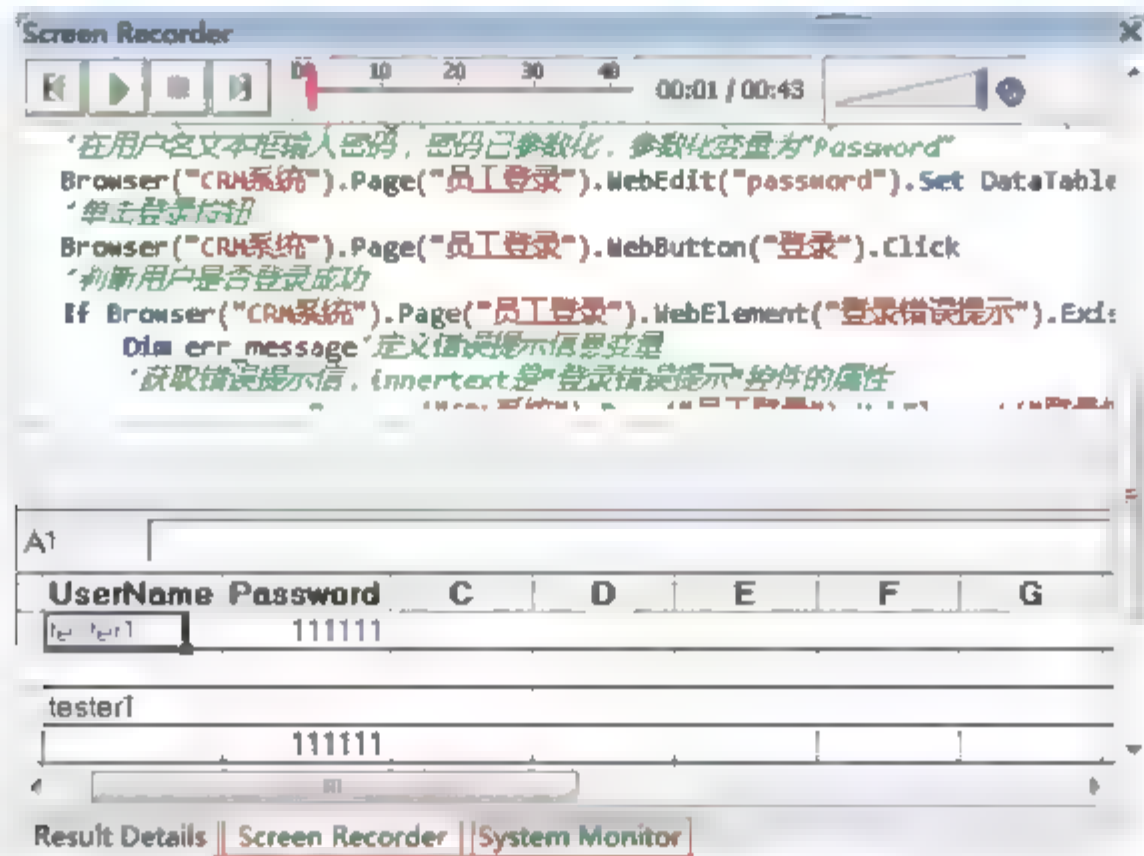 Screen Recorder
10 20 30 40 00:01 / 00:43
'在用户名文本框输入密码，密码已参数化，参数化变量为"Password"
Browser("CRM系统").Page("员工登录").WebEdit("password").Set DataTable
'单击登录按钮
Browser("CRM系统").Page("员工登录").WebButton("登录").Click
'判断用户是否登录成功
If Browser("CRM系统").Page("员工登录").WebElement("登录错误提示").Exis
Dim err_message'定义错误提示信息变量
'获取错误提示信，innertext是"登录错误提示"控件的属性
A1
UserName Password C D E F G
111111
tester1
111111
Result Details Screen Recorder System Monitor